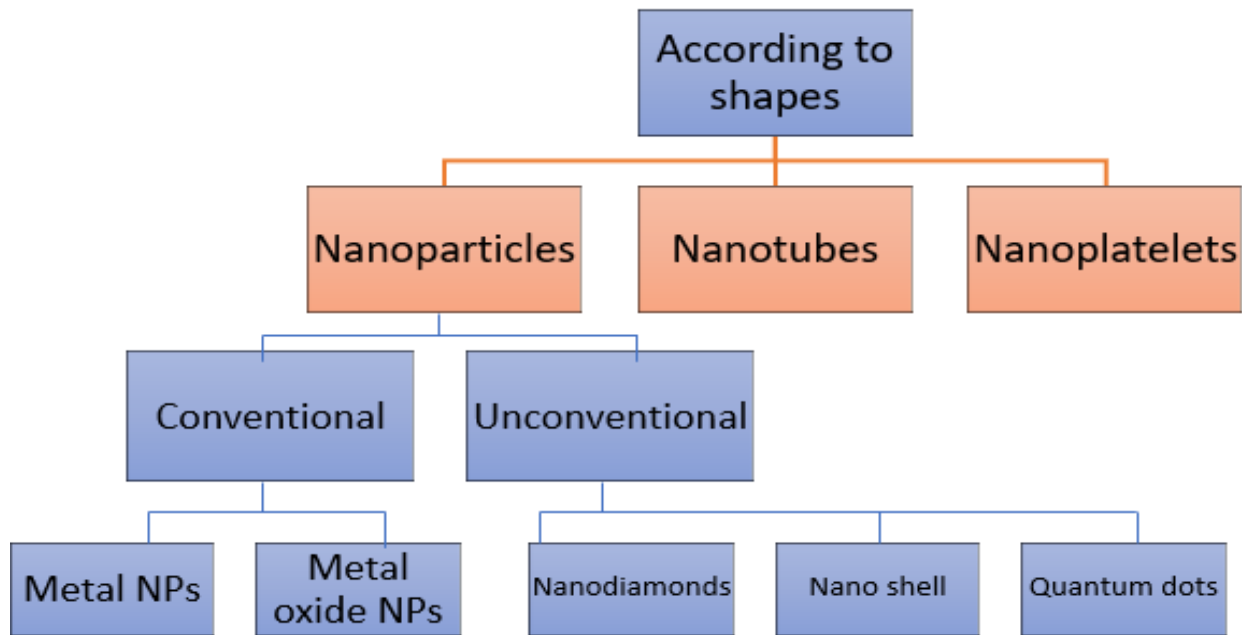 According to
shapes
Nanoparticles
Nanotubes
Nanoplatelets
Conventional
Unconventional
Metal NPs
Metal
oxide NPs
Nanodiamonds
Nano shell
Quantum dots